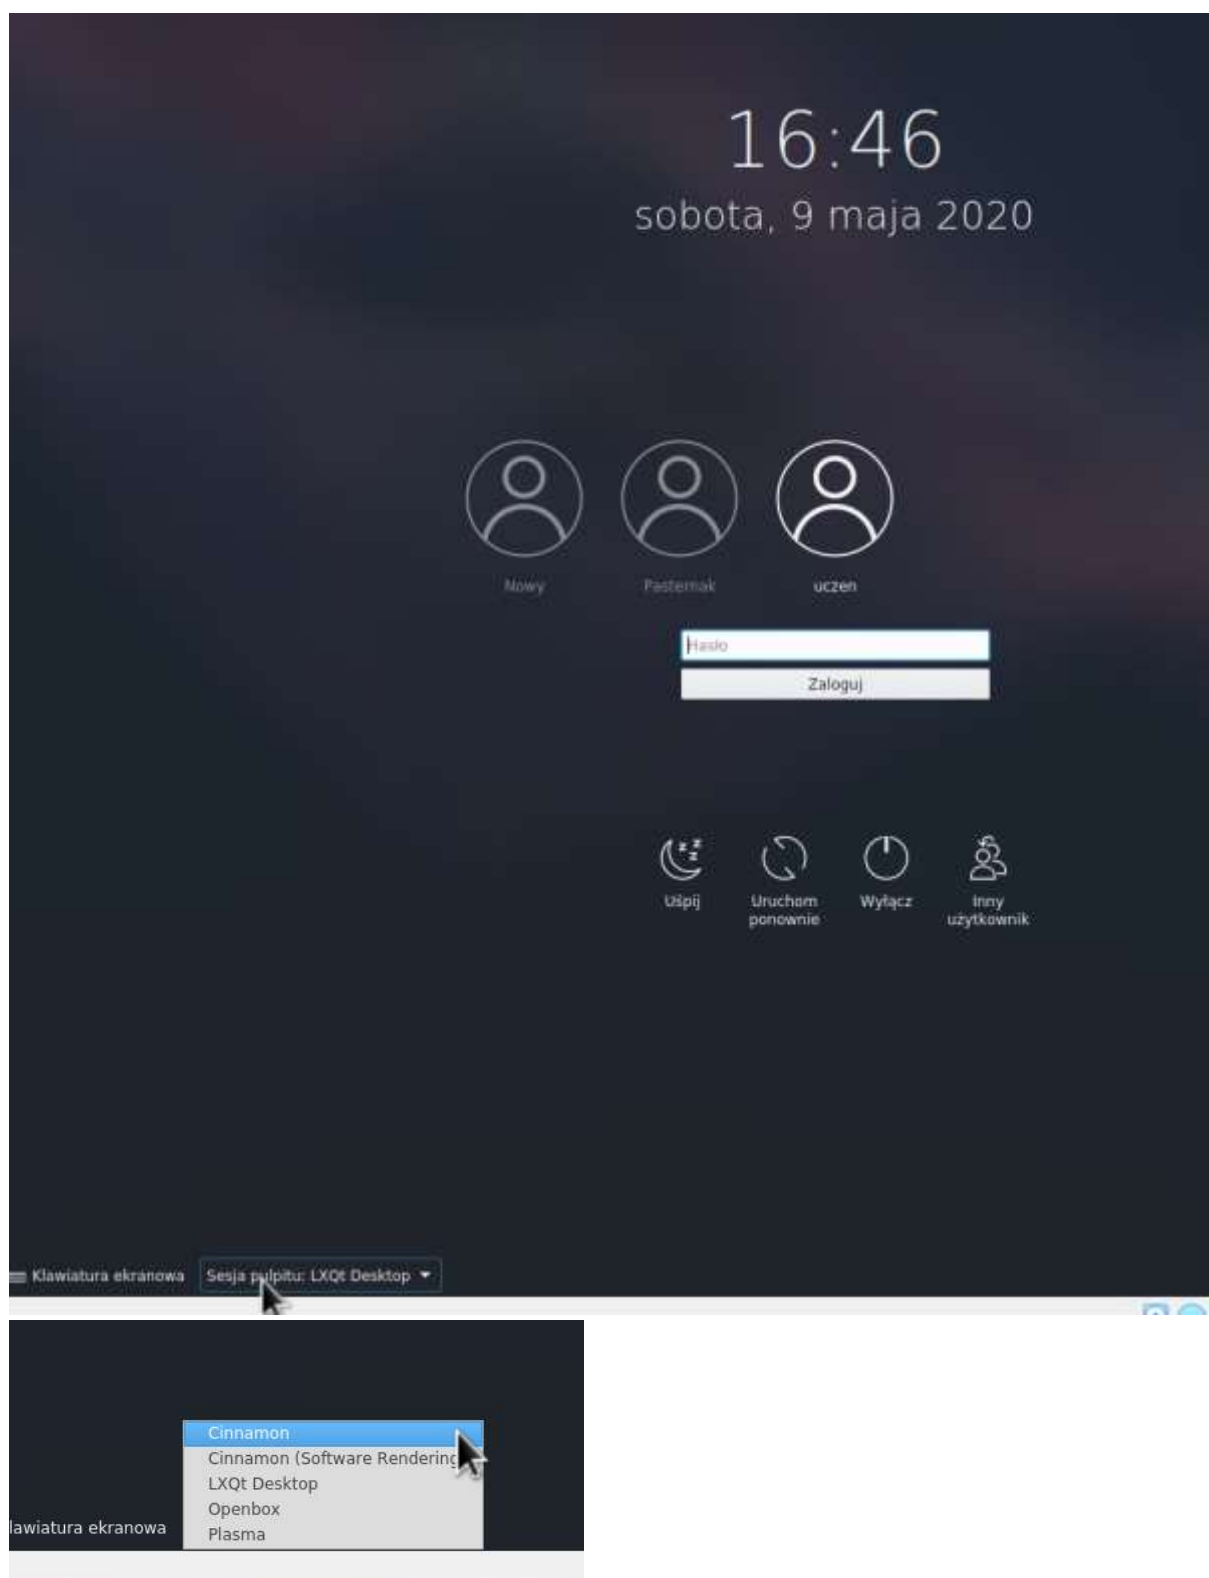 16:46
sobota, 9 maja 2020
Nowy
Pasternak
uczen
Hasło
Zaloguj
Uśpij
Uruchom
ponownie
Wyłącz
Inny
użytkownik
Klawiatura ekranowa
Sesja pulpitu: LXQt Desktop
Cinnamon
Cinnamon (Software Rendering
LXQt Desktop
Openbox
Plasma
lawiatura ekranowa